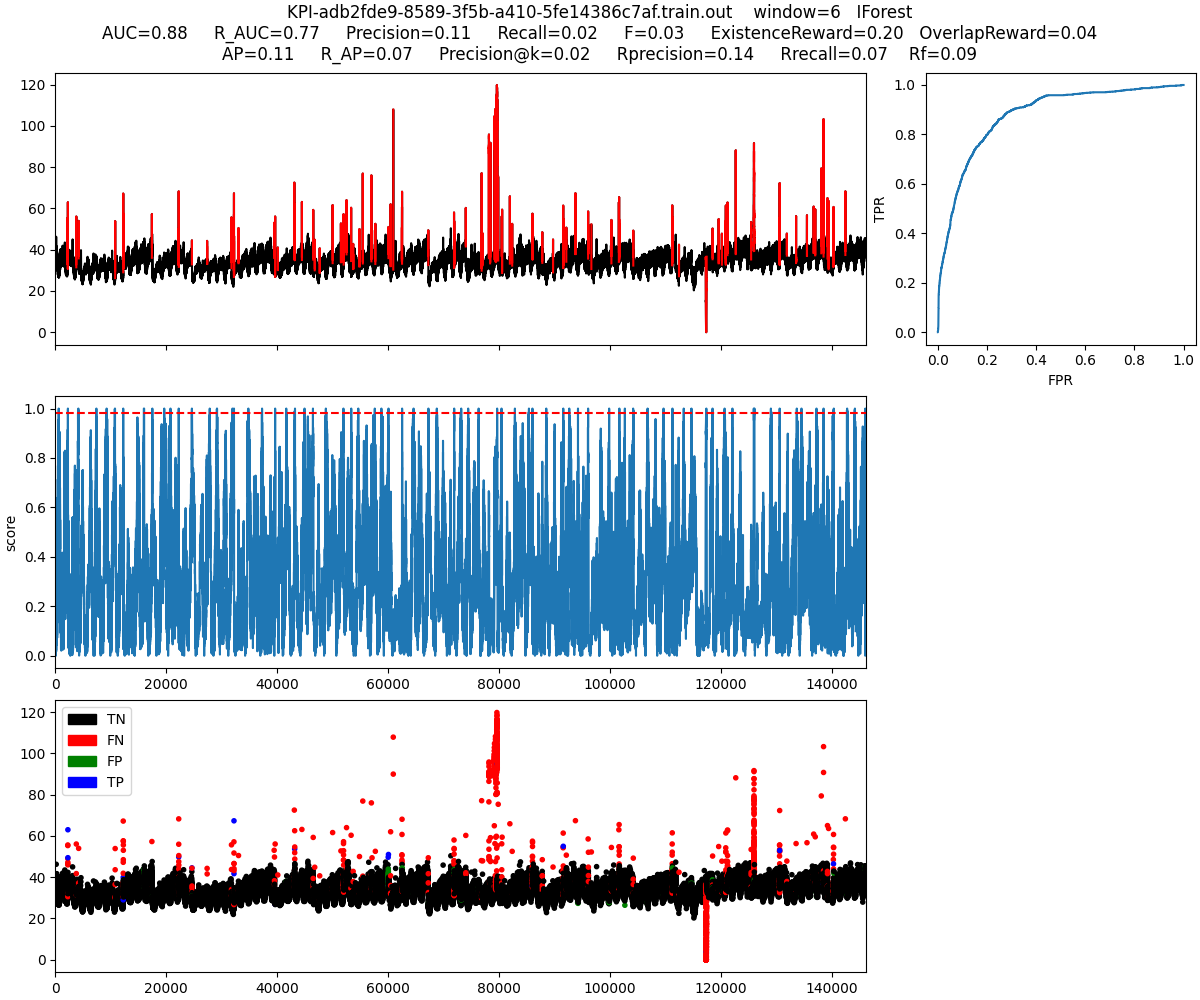 KPI-adb2fde9-8589-3f5b-a410-5fe14386c7af.train.out    window=6   IForest
AUC=0.88     R_AUC=0.77     Precision=0.11     Recall=0.02     F=0.03     ExistenceReward=0.20   OverlapReward=0.04
AP=0.11     R_AP=0.07     Precision@k=0.02     Rprecision=0.14     Rrecall=0.07     Rf=0.09
120
100
80
60
40
20
0
1.0
0.8
0.6
0.4
0.2
0.0
TPR
0.0 0.2 0.4 0.6 0.8 1.0
FPR
1.0
0.8
0.6
0.4
0.2
0.0
score
0 20000 40000 60000 80000 100000 120000 140000
120
100
80
60
40
20
0
TN
FN
FP
TP
0 20000 40000 60000 80000 100000 120000 140000